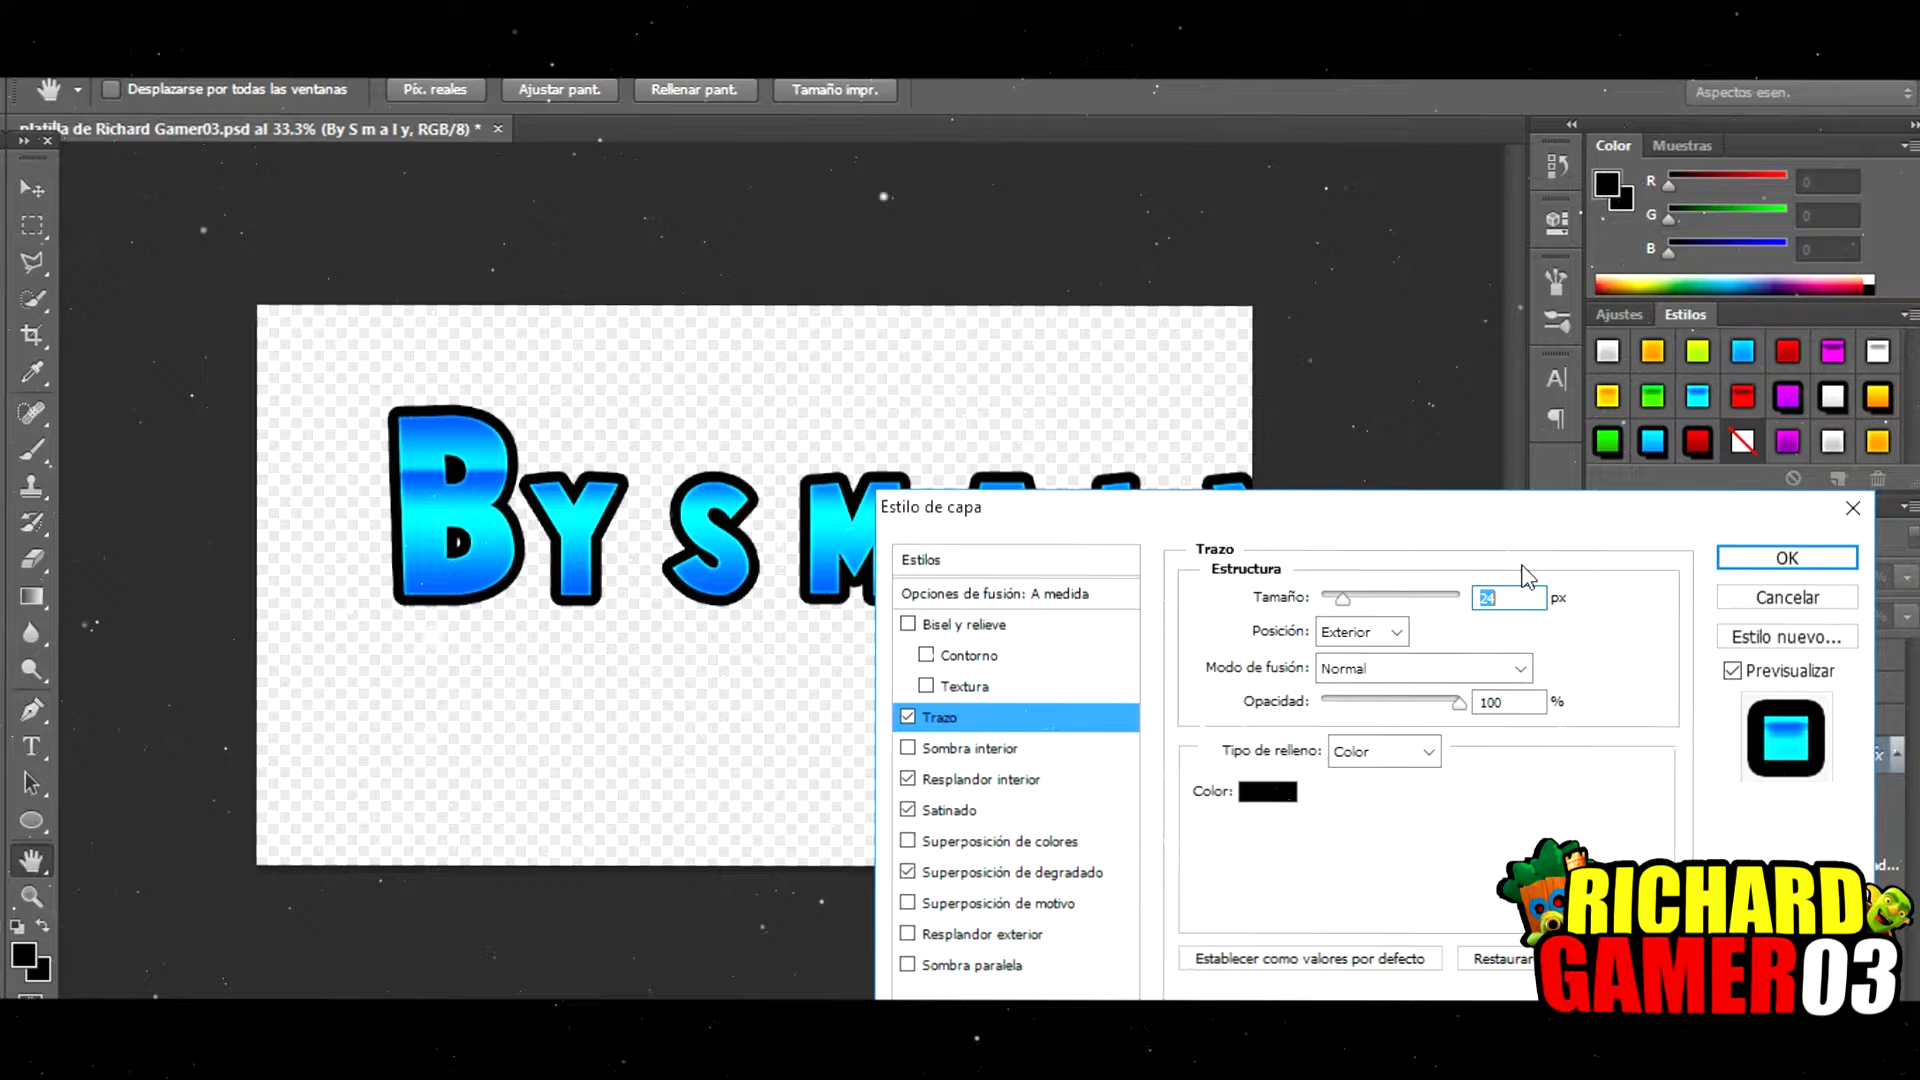 Desplazarse por todas las ventanas
Píx. reales
Ajustar pant.
Rellenar pant.
Tamaño impr.
Aspectos esen.
platilla de Richard Gamer03.psd al 33.3% (By S m a l y, RGB/8) *
Color
Muestras
R
0
G
0
B
0
Ajustes
Estilos
By s m
Estilo de capa
Estilos
Opciones de fusión: A medida
Bisel y relieve
Contorno
Textura
Trazo
Sombra interior
Resplandor interior
Satinado
Superposición de colores
Superposición de degradado
Superposición de motivo
Resplandor exterior
Sombra paralela
Trazo
Estructura
Tamaño:
24
px
Posición:
Exterior
Modo de fusión:
Normal
Opacidad:
100
%
Tipo de relleno:
Color
Color:
Establecer como valores por defecto
Restaurar
OK
Cancelar
Estilo nuevo...
Previsualizar
RICHARD
GAMER03